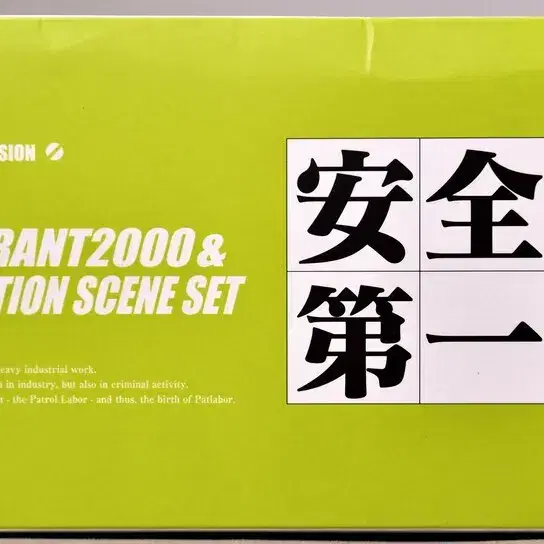 SION
RANT2000 &
TION SCENE SET
eavy industrial work.
in industry, but also in criminal activity.
- the Patrol Labor - and thus, the birth of Patlabor.
安全
第一